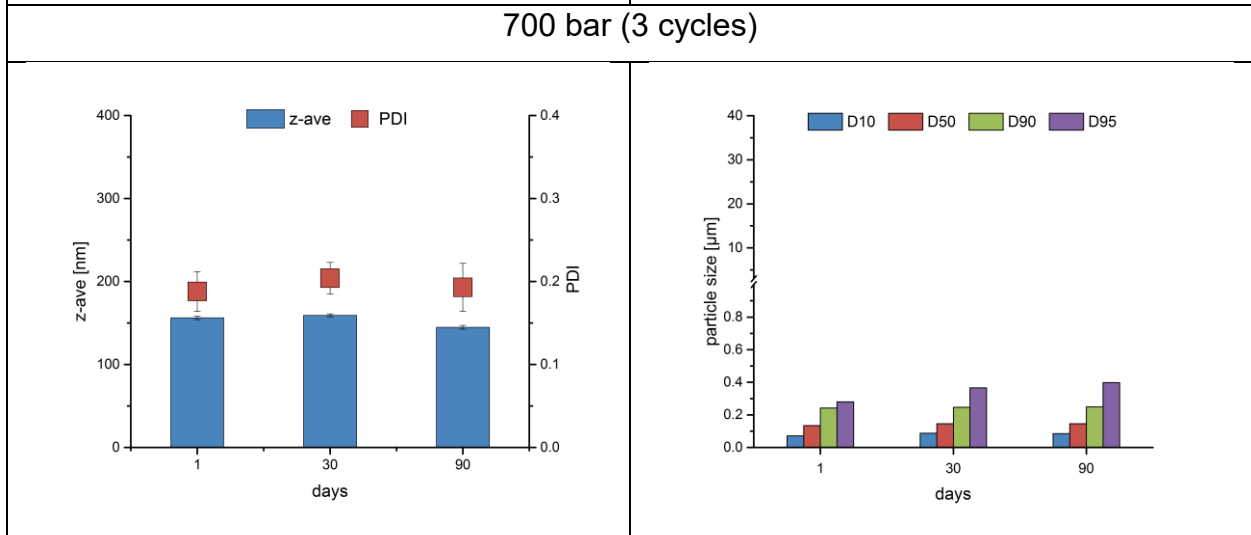 700 bar (3 cycles)
z-ave PDI
400
300
200
100
0
z-ave [nm]
0.4
0.3
0.2
0.1
0.0
PDI
1 30 90
days
D10 D50 D90 D95
40
30
20
10
0.8
0.6
0.4
0.2
0.0
particle size [µm]
1 30 90
days